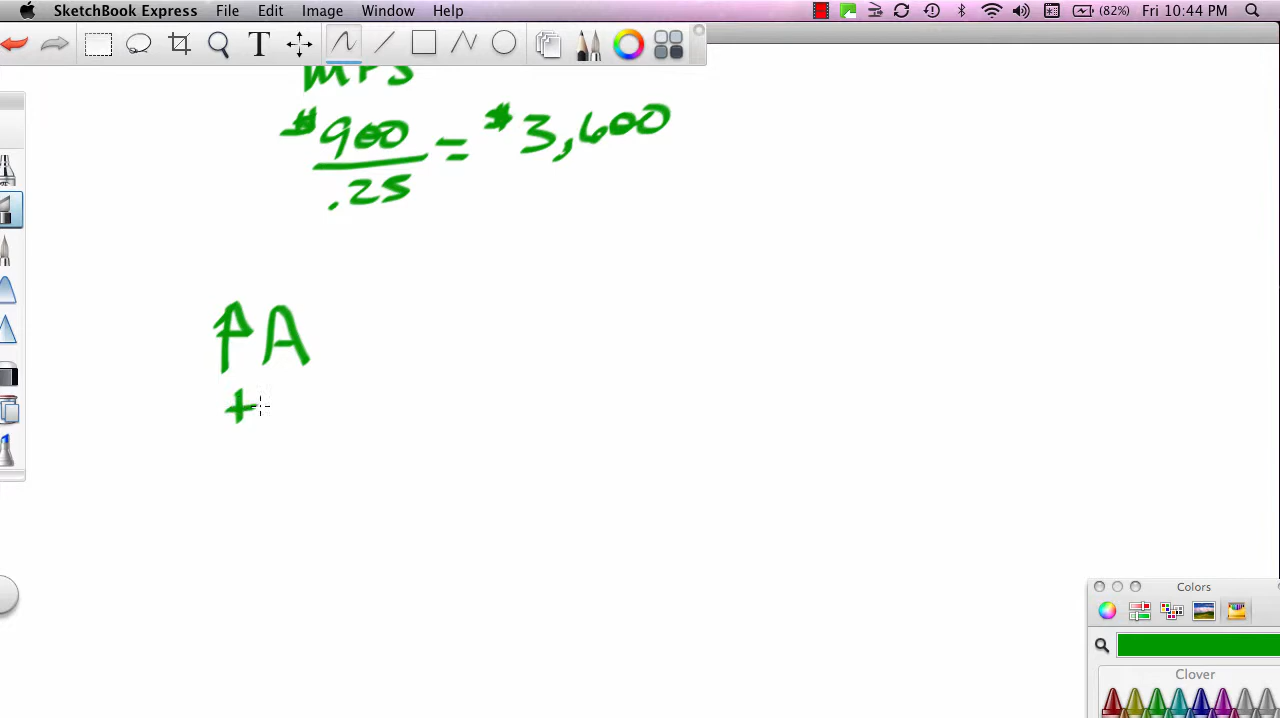 SketchBook Express File Edit Image Window Help (82%) Fri 10:44 PM
T
MPS
$900 = $3,600
.25
PA
+
Colors
Clover